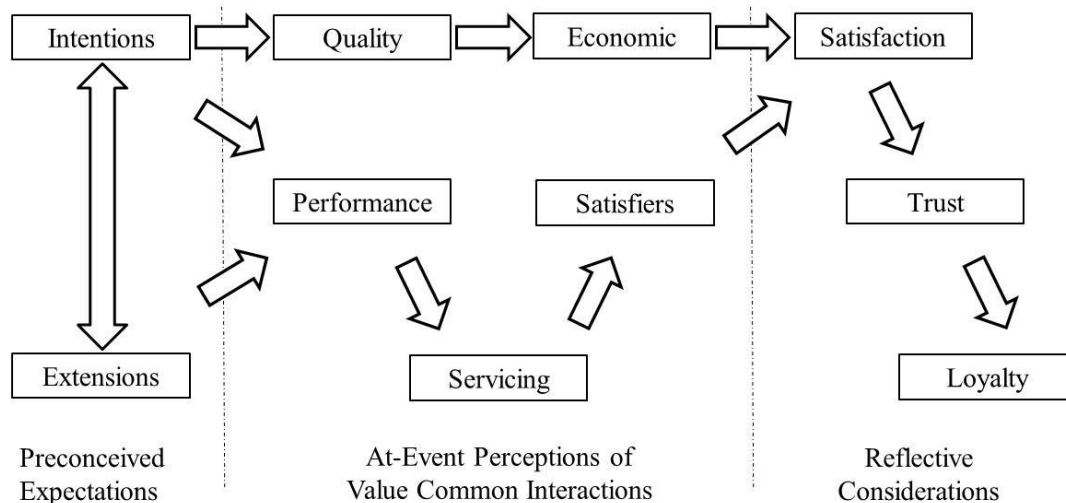 Intentions
Quality
Economic
Satisfaction
Performance
Satisfiers
Trust
Extensions
Servicing
Loyalty
Preconceived
Expectations
At-Event Perceptions of
Value Common Interactions
Reflective
Considerations